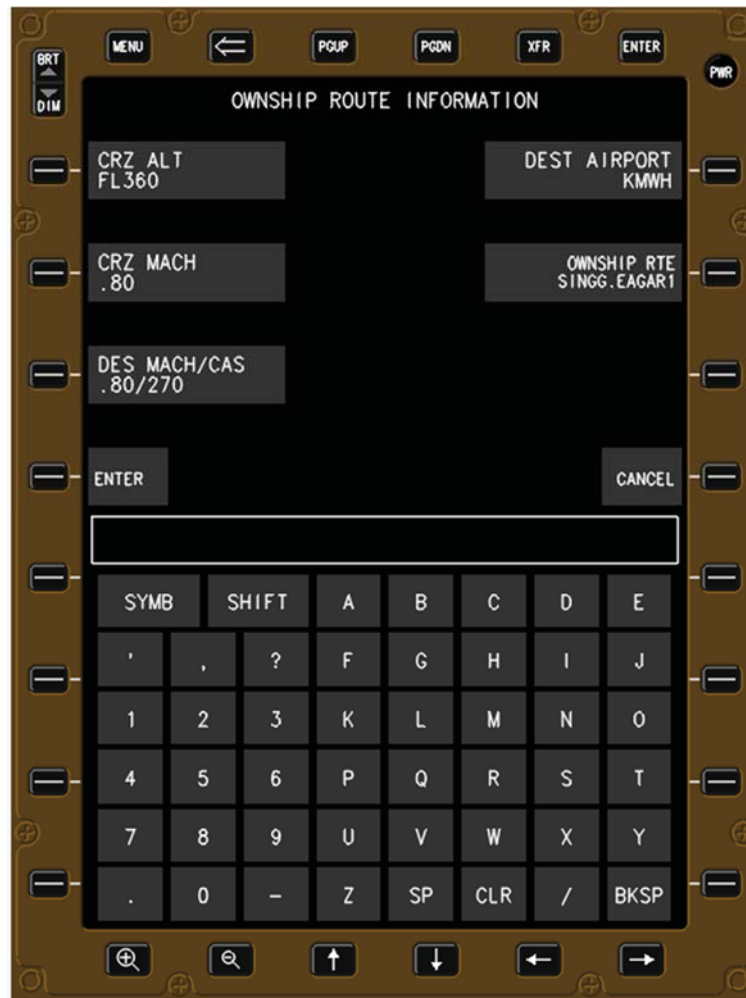 MENU PGUP PGDN XFR ENTER
BRT
DIM
PWR
OWNSHIP ROUTE INFORMATION
CRZ ALT
FL360
DEST AIRPORT
KMWH
CRZ MACH
.80
OWNSHIP RTE
SINGG.EAGAR1
DES MACH/CAS
.80/270
ENTER
CANCEL
SYMB SHIFT A B C D E
' , ? F G H I J
1 2 3 K L M N O
4 5 6 P Q R S T
7 8 9 U V W X Y
. 0 - Z SP CLR / BKSP